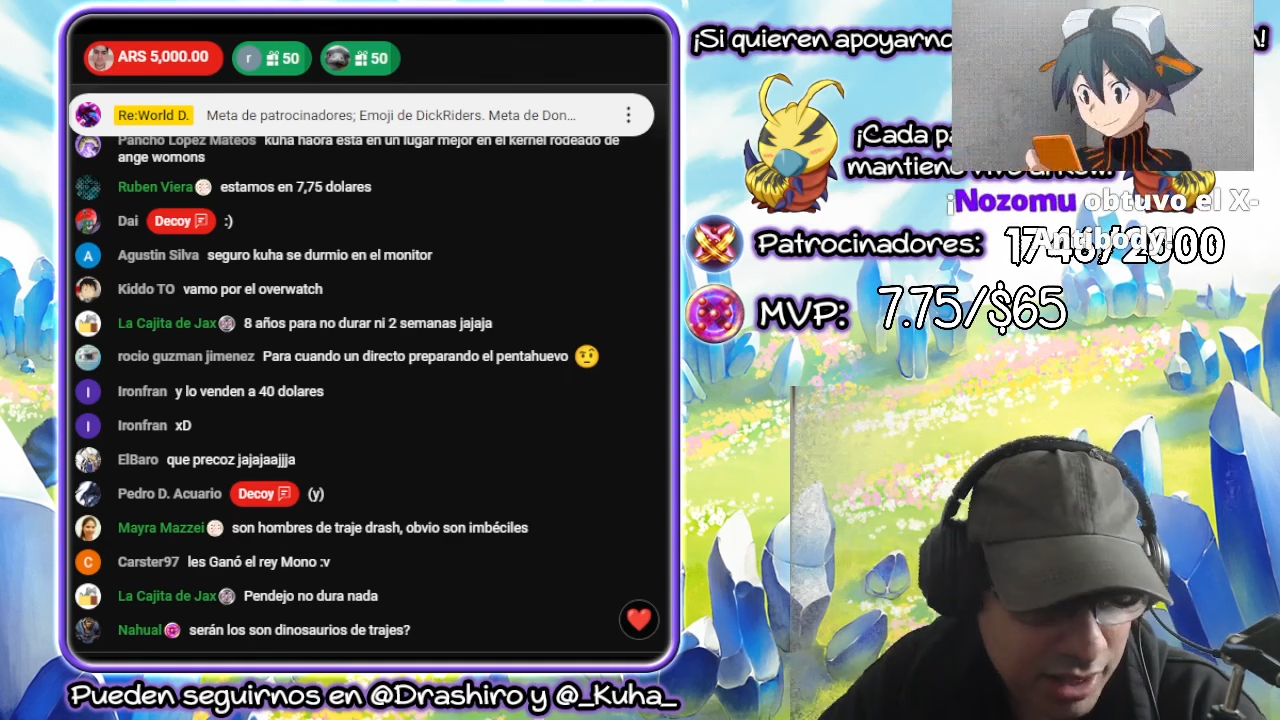 ARS 5,000.00
r 50
50
Re:World D. Meta de patrocinadores; Emoji de DickRiders. Meta de Don...
Pancho Lopez Mateos kuha haora esta en un lugar mejor en el kernel rodeado de
ange womons
Ruben Viera estamos en 7,75 dolares
Dai Decoy :)
A Agustin Silva seguro kuha se durmio en el monitor
Kiddo TO vamo por el overwatch
La Cajita de Jax 8 años para no durar ni 2 semanas jajaja
rocio guzman jimenez Para cuando un directo preparando el pentahuevo 🤨
I Ironfran y lo venden a 40 dolares
I Ironfran xD
ElBaro que precoz jajajaajjja
Pedro D. Acuario Decoy (y)
Mayra Mazzei son hombres de traje drash, obvio son imbéciles
C Carster97 les Ganó el rey Mono :v
La Cajita de Jax Pendejo no dura nada
Nahual serán los son dinosaurios de trajes?
Pueden seguirnos en @Drashiro y @_Kuha_
¡Si quieren apoyarno
¡Cada pa
mantiene vivo
¡Nozomu obtuvo el X-
Antibody!
Patrocinadores: /2000
MVP: 7.75/$65